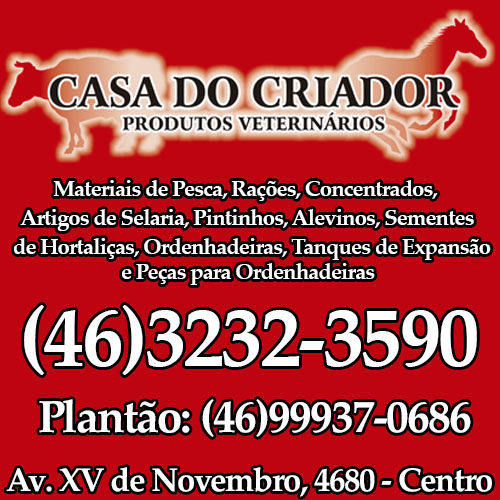 CASA DO CRIADOR
PRODUTOS VETERINÁRIOS
Materiais de Pesca, Rações, Concentrados,
Artigos de Selaria, Pintinhos, Alevinos, Sementes
de Hortaliças, Ordenhadeiras, Tanques de Expansão
e Peças para Ordenhadeiras
(46)3232-3590
Plantão: (46)99937-0686
Av. XV de Novembro, 4680 - Centro